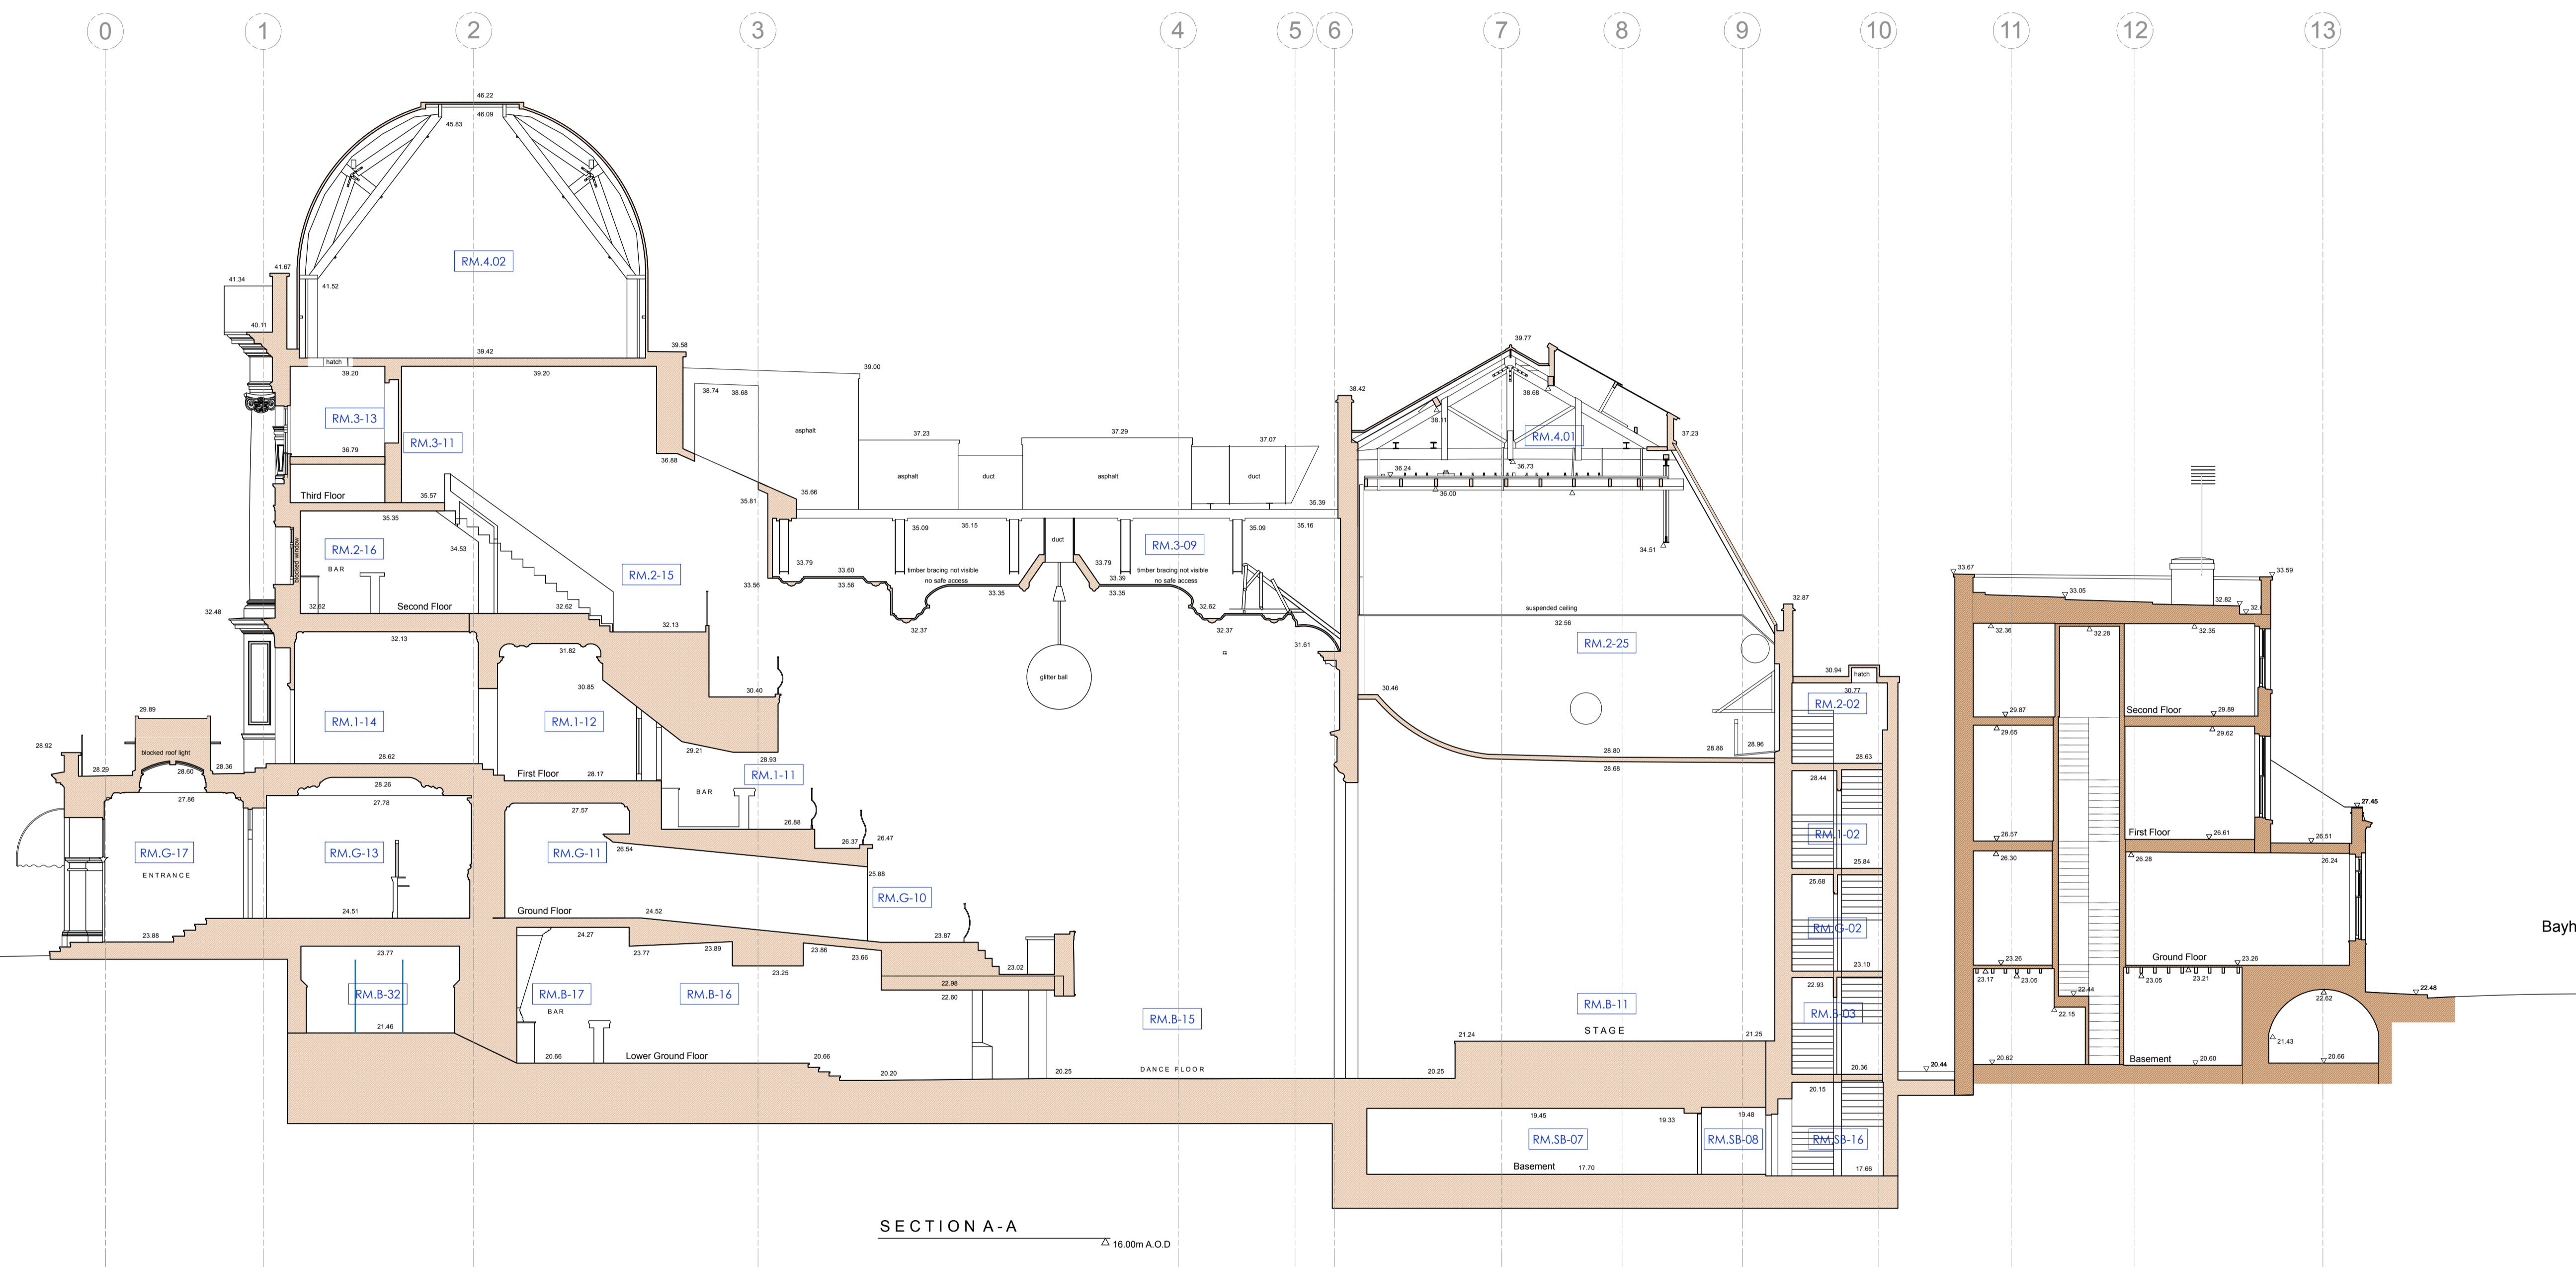 0 1 2 3 4 5 6 7 8 9 10 11 12 13
46.22
46.09
45.83
RM.4.02
41.67
41.34
41.52
40.11
39.42
39.58
hatch
39.20
39.20
39.00
38.74
38.68
39.77
38.42
38.68
38.11
RM.3-13
RM.3-11
asphalt
37.23
37.29
37.07
RM.4.01
37.23
36.79
36.88
36.24
36.73
36.00
asphalt
duct
asphalt
duct
Third Floor
35.57
35.66
35.81
35.39
35.35
35.09
35.15
35.09
35.16
duct
blocked window
RM.2-16
34.53
RM.3-09
34.51
BAR
RM.2-15
33.79
33.60
timber bracing not visible
no safe access
33.79
33.39
timber bracing not visible
no safe access
33.56
33.56
33.35
33.35
33.67
33.59
33.05
32.82
32.48
32.62
Second Floor
32.62
32.62
suspended ceiling
32.87
32.13
32.13
32.37
32.37
32.56
32.36
32.28
32.35
31.82
31.61
RM.2-25
30.85
30.40
glitter ball
30.46
30.94
hatch
30.77
RM.2-02
29.89
RM.1-14
RM.1-12
29.87
Second Floor
29.89
28.92
blocked roof light
29.21
28.80
28.86
28.96
29.65
29.62
28.29
28.60
28.36
28.62
28.93
28.68
28.63
First Floor
28.17
RM.1-11
28.44
28.26
BAR
27.86
27.78
27.57
27.45
26.88
26.37
26.47
RM.1-02
26.57
First Floor
26.61
26.51
RM.G-17
RM.G-13
RM.G-11
26.54
26.30
26.28
26.24
ENTRANCE
25.88
25.84
25.68
RM.G-10
24.51
Ground Floor
24.52
RM.G-02
Bayh
23.88
24.27
23.87
23.77
23.77
23.89
23.86
23.66
23.02
23.10
23.26
Ground Floor
23.26
23.17
23.05
23.05
23.21
22.98
22.93
22.60
RM.B-32
RM.B-17
RM.B-16
22.44
22.62
22.48
BAR
RM.B-15
RM.B-11
RM.B-03
22.15
21.46
STAGE
21.24
21.25
21.43
20.66
Lower Ground Floor
20.66
20.62
Basement
20.60
20.66
20.20
20.25
DANCE FLOOR
20.25
20.36
20.44
20.15
19.45
19.33
19.48
RM.SB-07
RM.SB-08
RM.SB-16
Basement
17.70
17.66
SECTION A-A
16.00m A.O.D